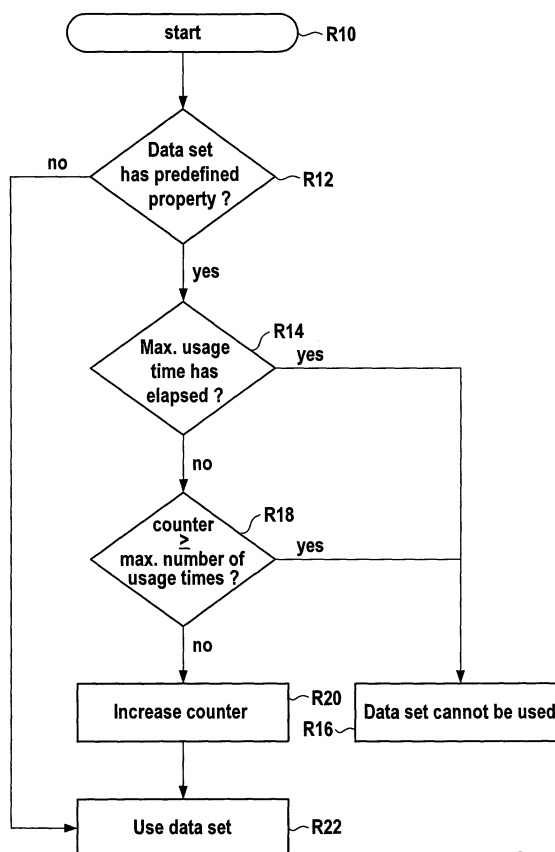 start
R10
Data set
has predefined
property ?
R12
no
yes
R14
Max. usage
time has
elapsed ?
yes
no
R18
counter
≥
max. number of
usage times ?
yes
no
Increase counter
R20
Data set cannot be used
R16
Use data set
R22